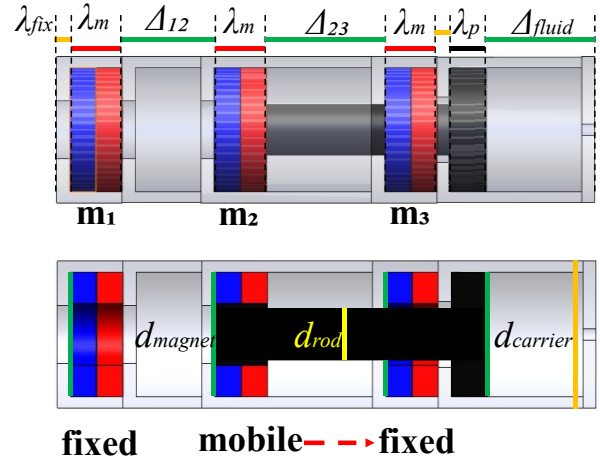 λfix λm Δ12 λm Δ23 λm λp Δfluid
m₁ m₂ m₃
dmagnet drod dcarrier
fixed mobile fixed